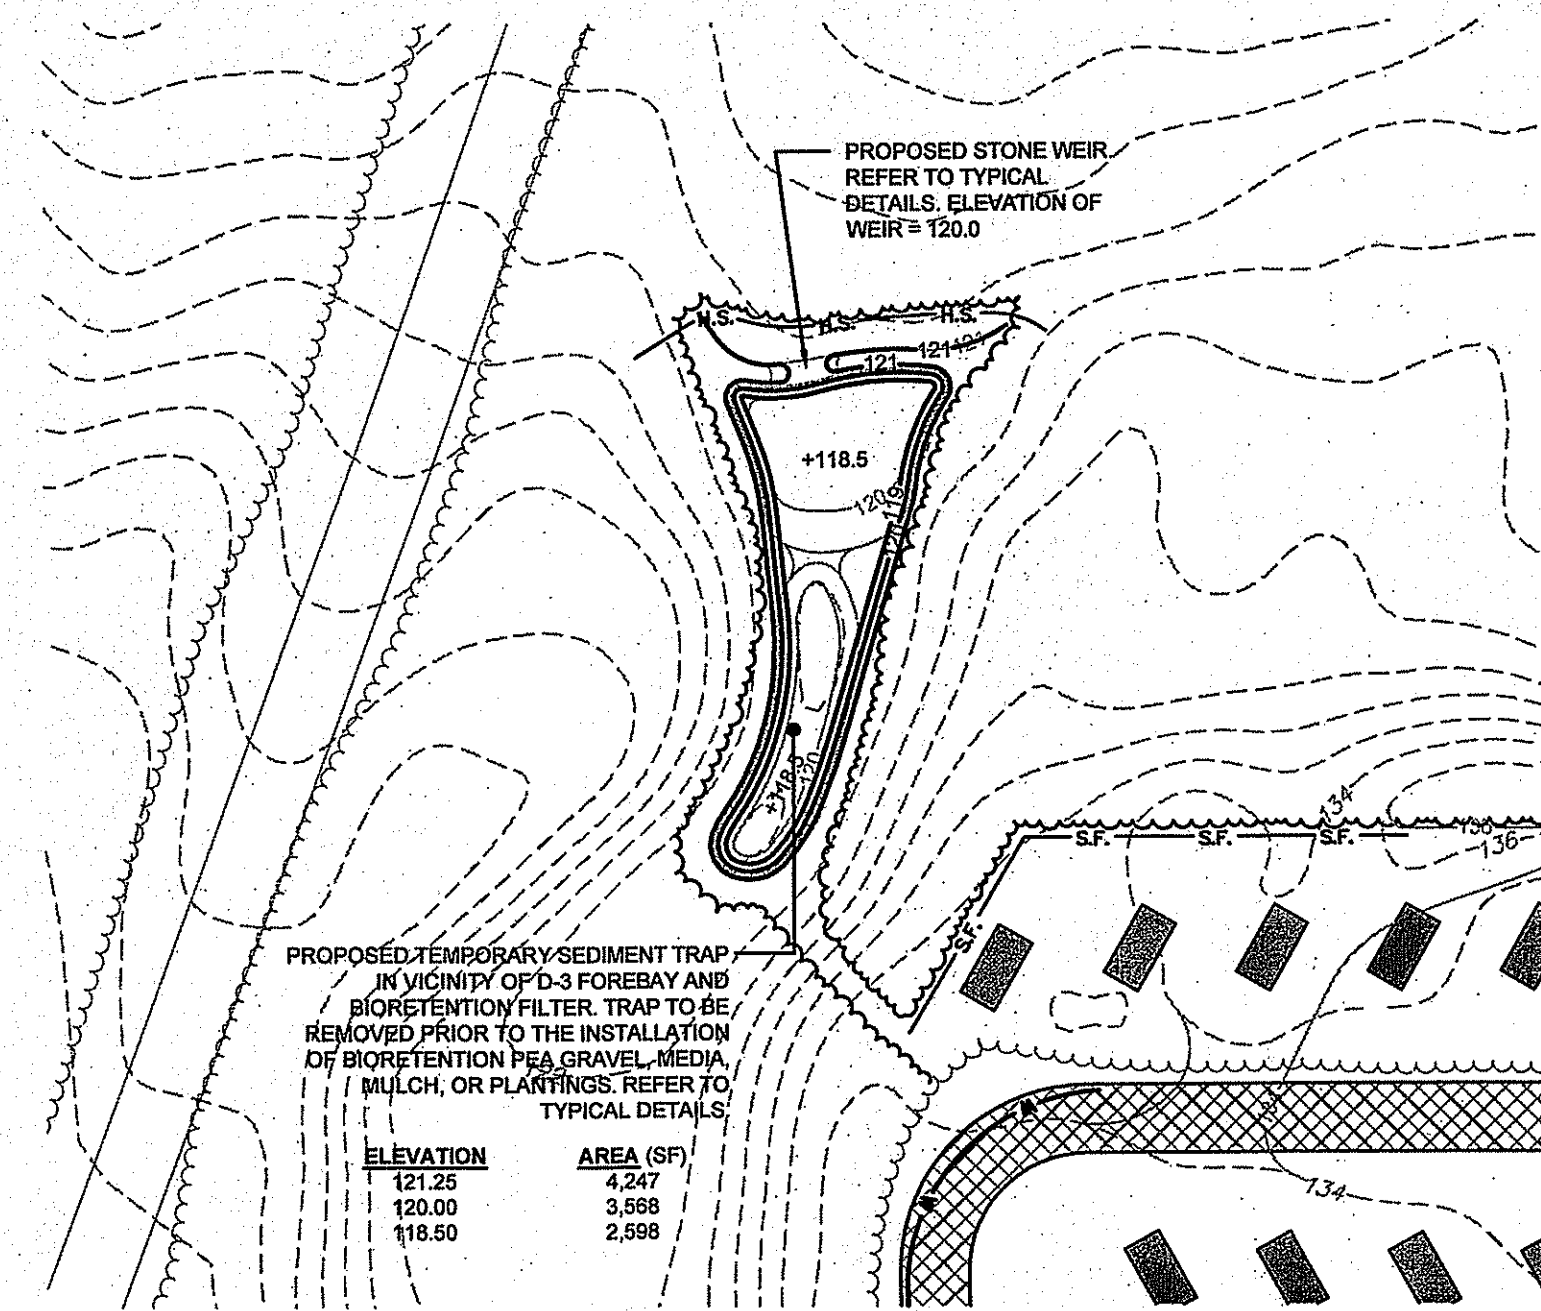 PROPOSED STONE WEIR
REFER TO TYPICAL
DETAILS. ELEVATION OF
WEIR = 120.0
H.S. H.S. H.S.
121 121
121
+118.5
120
119
120
+118.5
120
134
S.F. S.F. S.F.
136
136
S.F.
PROPOSED TEMPORARY SEDIMENT TRAP
IN VICINITY OF D-3 FOREBAY AND
BIORETENTION FILTER. TRAP TO BE
REMOVED PRIOR TO THE INSTALLATION
OF BIORETENTION PEA GRAVEL, MEDIA,
MULCH, OR PLANTINGS. REFER TO
TYPICAL DETAILS.
ELEVATION AREA (SF)
121.25 4,247
120.00 3,568
118.50 2,598
134